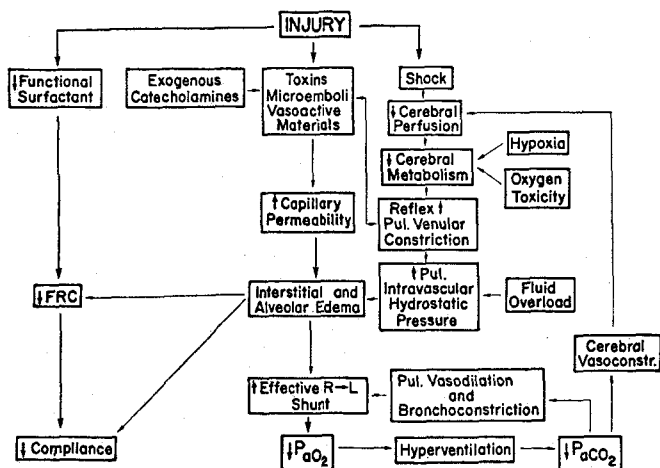 INJURY
↓Functional
Surfactant
Exogenous
Catecholamines
Toxins
Microemboli
Vasoactive
Materials
Shock
↓Cerebral
Perfusion
Hypoxia
↓Cerebral
Metabolism
Oxygen
Toxicity
↑Capillary
Permeability
Reflex↑
Pul. Venular
Constriction
↓FRC
Interstitial and
Alveolar Edema
↑Pul.
Intravascular
Hydrostatic
Pressure
Fluid
Overload
Cerebral
Vasoconstr.
↑Effective R→L
Shunt
Pul. Vasodilation
and
Bronchoconstriction
↓Compliance
↓PaO2
Hyperventilation
↓PaCO2